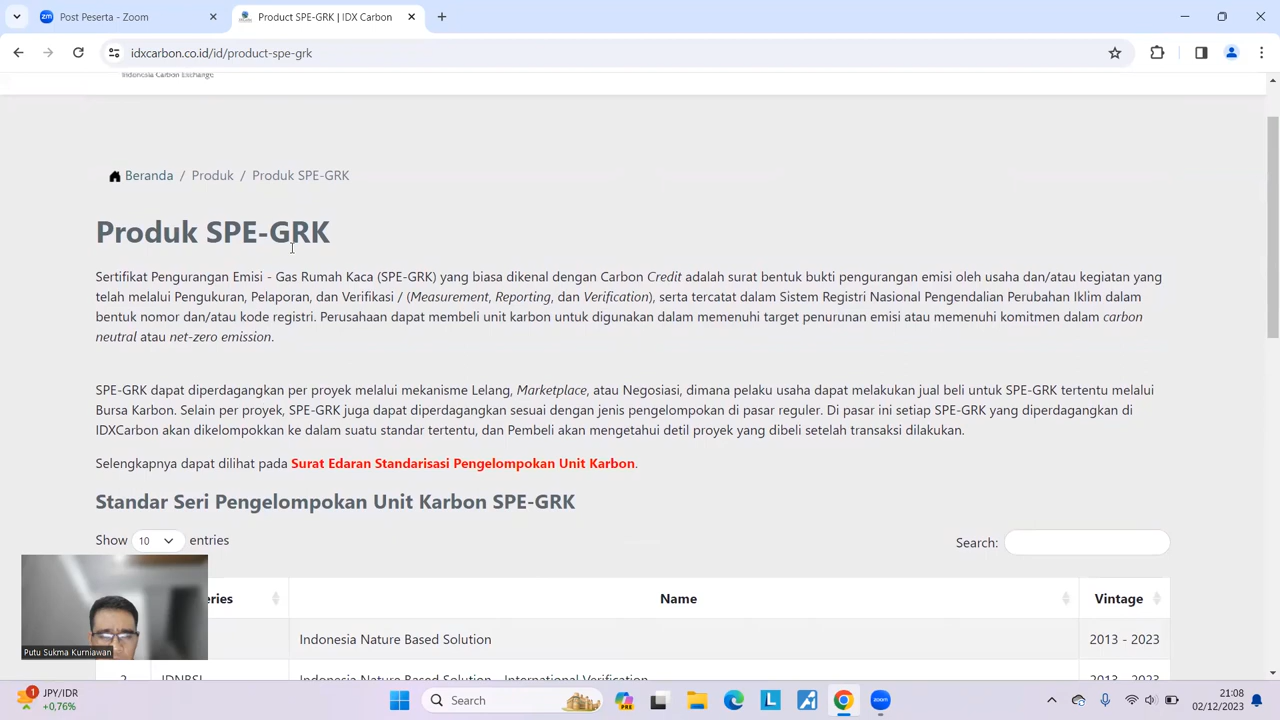 Post Peserta - Zoom
Product SPE-GRK | IDX Carbon
idxcarbon.co.id/id/product-spe-grk
Indonesia Carbon Exchange
Beranda / Produk / Produk SPE-GRK
Produk SPE-GRK
Sertifikat Pengurangan Emisi - Gas Rumah Kaca (SPE-GRK) yang biasa dikenal dengan Carbon Credit adalah surat bentuk bukti pengurangan emisi oleh usaha dan/atau kegiatan yang
telah melalui Pengukuran, Pelaporan, dan Verifikasi / (Measurement, Reporting, dan Verification), serta tercatat dalam Sistem Registri Nasional Pengendalian Perubahan Iklim dalam
bentuk nomor dan/atau kode registri. Perusahaan dapat membeli unit karbon untuk digunakan dalam memenuhi target penurunan emisi atau memenuhi komitmen dalam carbon
neutral atau net-zero emission.
SPE-GRK dapat diperdagangkan per proyek melalui mekanisme Lelang, Marketplace, atau Negosiasi, dimana pelaku usaha dapat melakukan jual beli untuk SPE-GRK tertentu melalui
Bursa Karbon. Selain per proyek, SPE-GRK juga dapat diperdagangkan sesuai dengan jenis pengelompokan di pasar reguler. Di pasar ini setiap SPE-GRK yang diperdagangkan di
IDXCarbon akan dikelompokkan ke dalam suatu standar tertentu, dan Pembeli akan mengetahui detil proyek yang dibeli setelah transaksi dilakukan.
Selengkapnya dapat dilihat pada Surat Edaran Standarisasi Pengelompokan Unit Karbon.
Standar Seri Pengelompokan Unit Karbon SPE-GRK
Show 10 entries
Search:
Name Vintage
Indonesia Nature Based Solution 2013 - 2023
2 Indonesia Nature Based Solution - International Verification 2013 - 2023
Putu Sukma Kurniawan
1 JPY/IDR
+0.76%
Search
21:08
02/12/2023